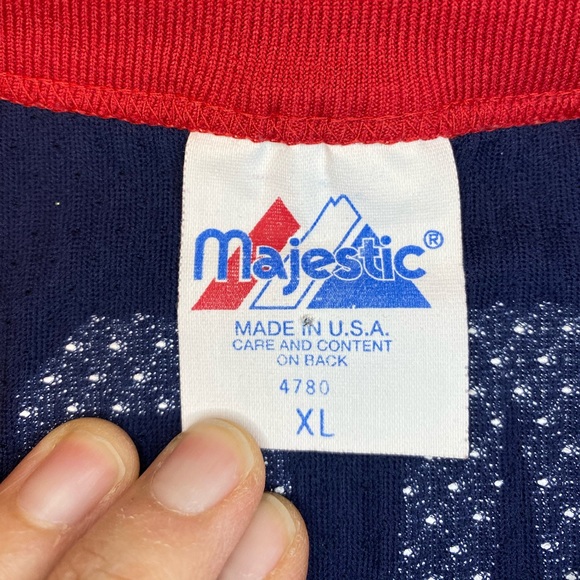 Majestic®
MADE IN U.S.A.
CARE AND CONTENT
ON BACK
4780
XL